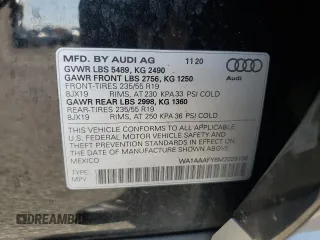 MFD. BY AUDI AG 11 20
GVWR LBS 5489, KG 2490
GAWR FRONT LBS 2756, KG 1250
FRONT-TIRES 235/55 R19
8JX19 RIMS, AT 230 KPA 33 PSI COLD
GAWR REAR LBS 2998, KG 1360
REAR-TIRES 235/55 R19
8JX19 RIMS, AT 250 KPA 36 PSI COLD
THIS VEHICLE CONFORMS TO ALL APPLICABLE
U.S. FEDERAL MOTOR VEHICLE SAFETY, BUMPER, AND
THEFT PREVENTION STANDARDS IN EFFECT ON
THE DATE OF MANUFACTURE SHOWN ABOVE.
MEXICO
TYPE:
MPV
Audi
DREAMBID.COM